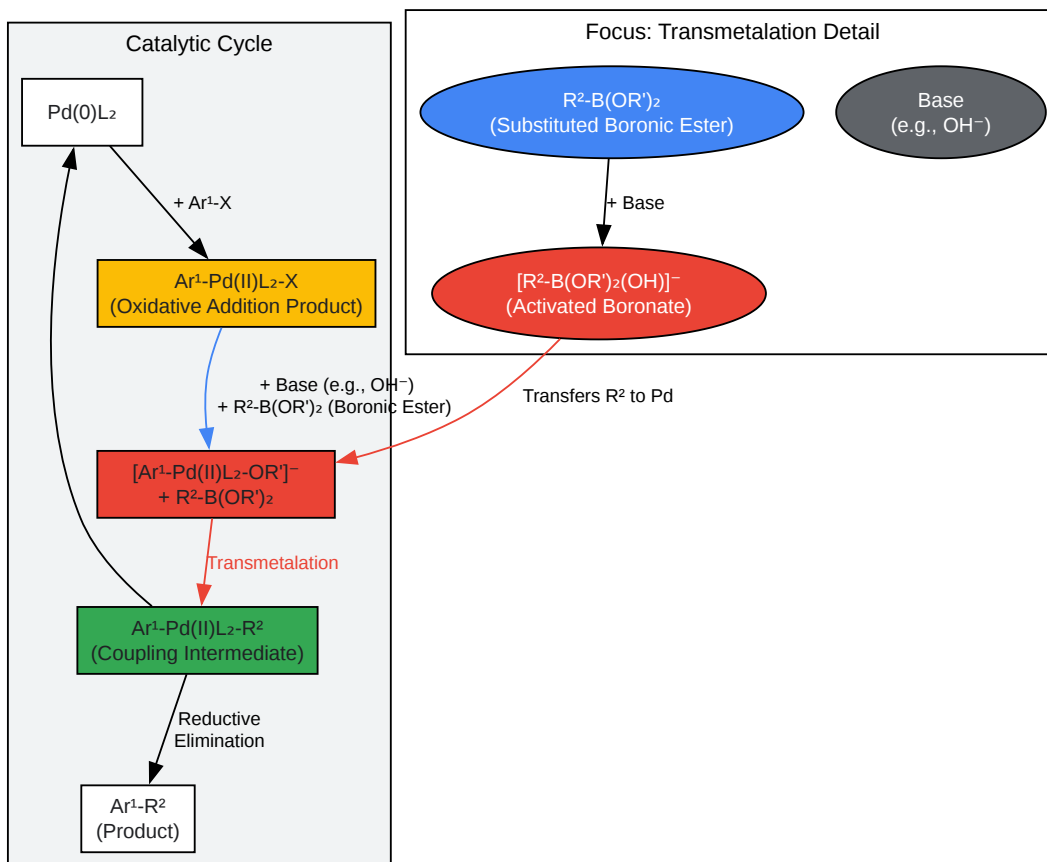 Catalytic Cycle
Pd(0)L₂
+ Ar¹-X
Ar¹-Pd(II)L₂-X
(Oxidative Addition Product)
+ Base (e.g., OH⁻)
+ R²-B(OR')₂ (Boronic Ester)
[Ar¹-Pd(II)L₂-OR']⁻
+ R²-B(OR')₂
Transmetalation
Ar¹-Pd(II)L₂-R²
(Coupling Intermediate)
Reductive
Elimination
Ar¹-R²
(Product)
Focus: Transmetalation Detail
R²-B(OR')₂
(Substituted Boronic Ester)
Base
(e.g., OH⁻)
+ Base
[R²-B(OR')₂(OH)]⁻
(Activated Boronate)
Transfers R² to Pd